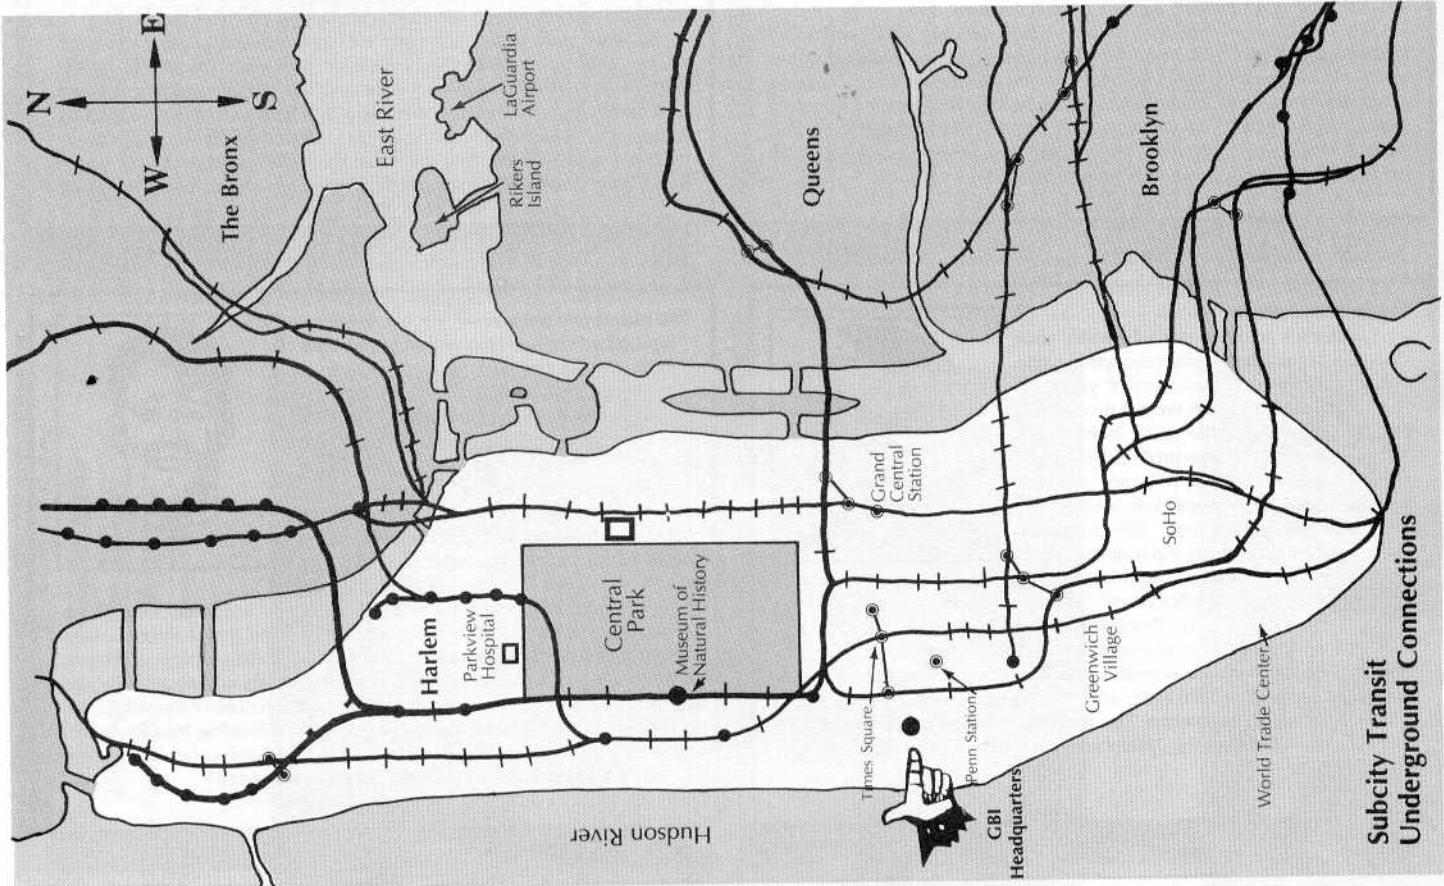 N
E
W
S
The Bronx
East River
LaGuardia
Airport
Rikers
Island
Queens
Brooklyn
Harlem
Parkview
Hospital
Central
Park
Museum of
Natural History
Grand
Central
Station
SoHo
Greenwich
Village
Times Square
Penn Station
World Trade Center
GBI
Headquarters
Hudson River
Subcity Transit
Underground Connections